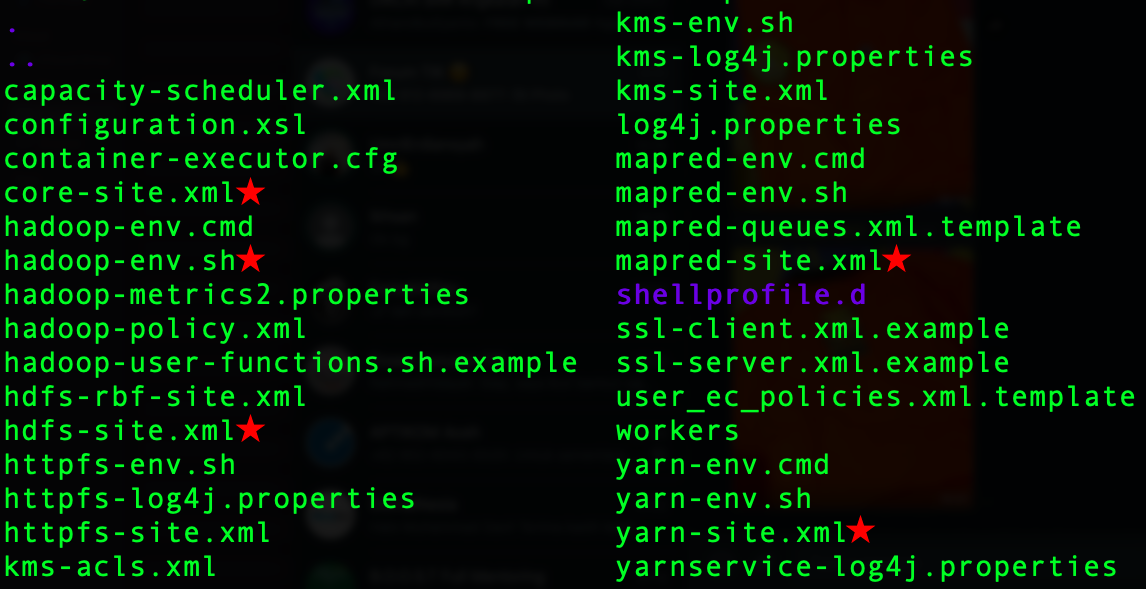 .
..
capacity-scheduler.xml
configuration.xsl
container-executor.cfg
core-site.xml
hadoop-env.cmd
hadoop-env.sh
hadoop-metrics2.properties
hadoop-policy.xml
hadoop-user-functions.sh.example
hdfs-rbf-site.xml
hdfs-site.xml
httpfs-env.sh
httpfs-log4j.properties
httpfs-site.xml
kms-acls.xml
kms-env.sh
kms-log4j.properties
kms-site.xml
log4j.properties
mapred-env.cmd
mapred-env.sh
mapred-queues.xml.template
mapred-site.xml
shellprofile.d
ssl-client.xml.example
ssl-server.xml.example
user_ec_policies.xml.template
workers
yarn-env.cmd
yarn-env.sh
yarn-site.xml
yarnservice-log4j.properties